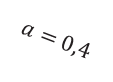 α = 0,4